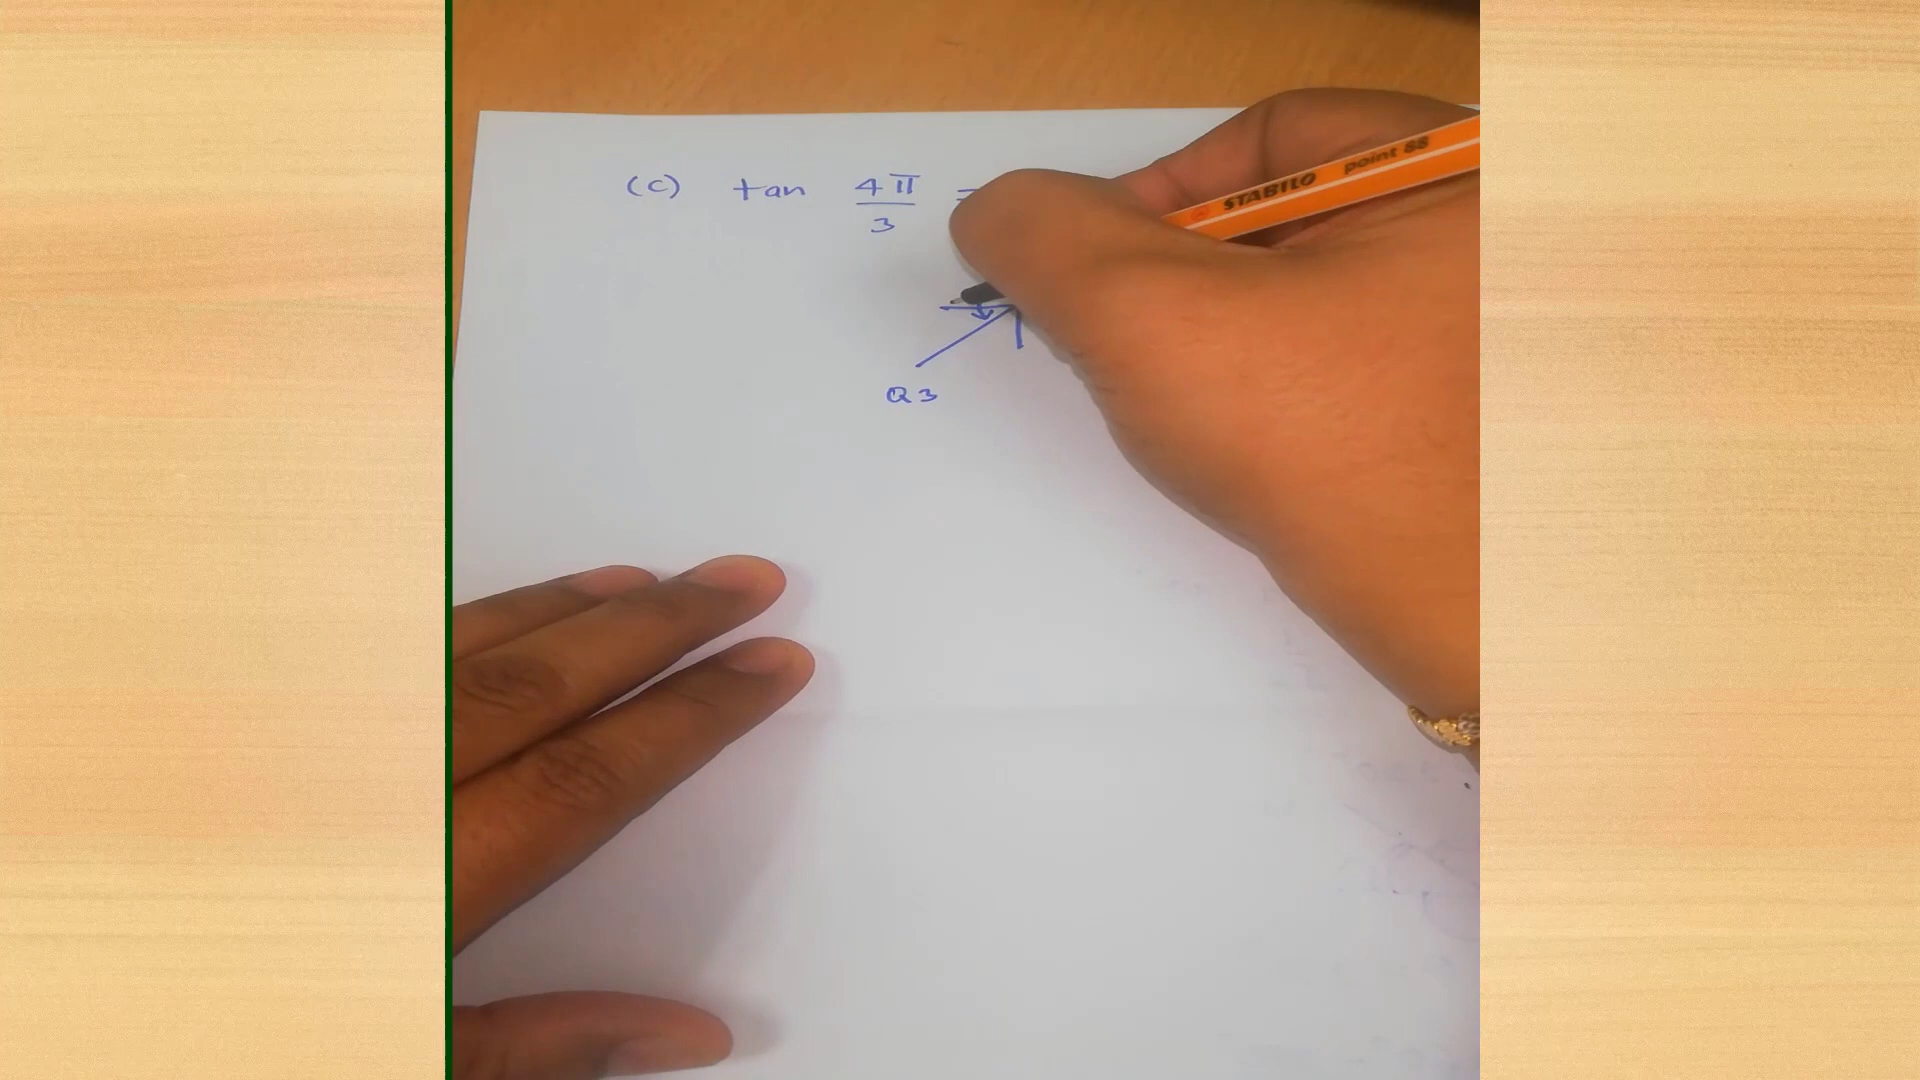 (c) tan 4π/3 =
STABILO point 88
Q3